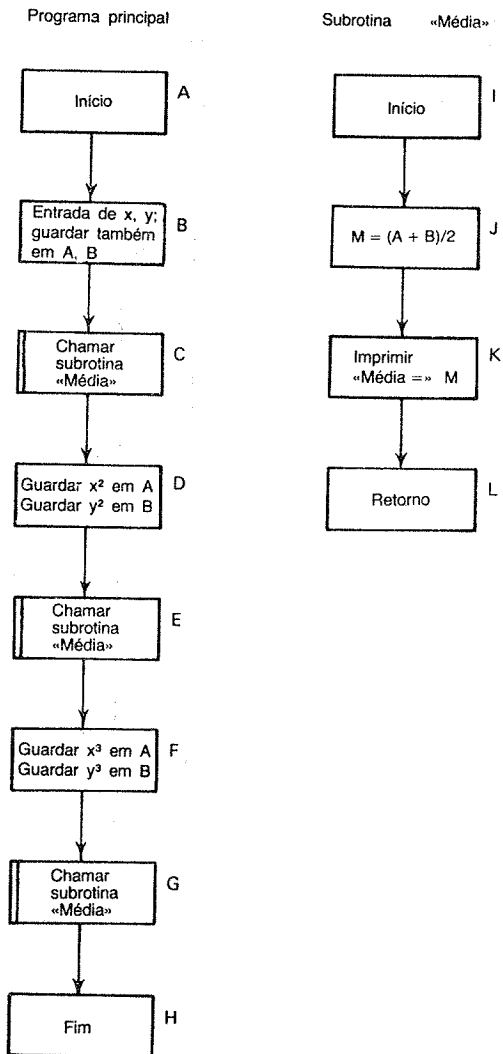 Programa principal
Início
A
Entrada de x, y;
guardar também
em A, B
B
Chamar
subrotina
«Média»
C
Guardar x² em A
Guardar y² em B
D
Chamar
subrotina
«Média»
E
Guardar x³ em A
Guardar y³ em B
F
Chamar
subrotina
«Média»
G
Fim
H
Subrotina «Média»
Início
I
M = (A + B)/2
J
Imprimir
«Média =» M
K
Retorno
L